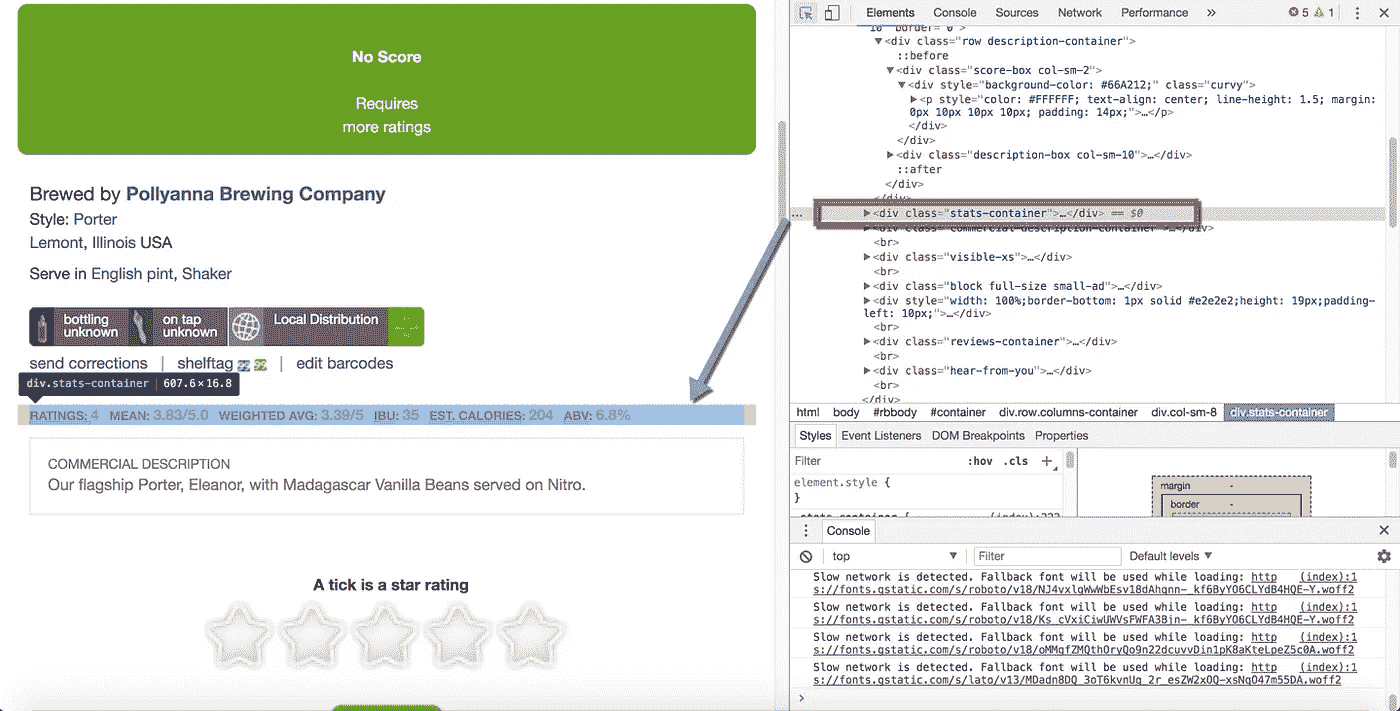 No Score
Requires
more ratings
Brewed by Pollyanna Brewing Company
Style: Porter
Lemont, Illinois USA
Serve in English pint, Shaker
bottling
unknown
on tap
unknown
Local Distribution
send corrections | shelftag | edit barcodes
div.stats-container | 607.6×16.8
RATINGS: 4 MEAN: 3.83/5.0 WEIGHTED AVG: 3.39/5 IBU: 35 EST. CALORIES: 204 ABV: 6.8%
COMMERCIAL DESCRIPTION
Our flagship Porter, Eleanor, with Madagascar Vanilla Beans served on Nitro.
A tick is a star rating
Elements Console Sources Network Performance » 5 1
10" border="0">
▼<div class="row description-container">
::before
▼<div class="score-box col-sm-2">
▼<div style="background-color: #66A212;" class="curvy">
▶<p style="color: #FFFFFF; text-align: center; line-height: 1.5; margin:
0px 10px 10px 10px; padding: 14px;">…</p>
</div>
</div>
▶<div class="description-box col-sm-10">…</div>
::after
</div>
</div>
… ▶<div class="stats-container">…</div> == $0
▶<div class="commercial-description-container">…</div>
<br>
▶<div class="visible-xs">…</div>
<br>
▶<div class="block full-size small-ad">…</div>
▶<div style="width: 100%;border-bottom: 1px solid #e2e2e2;height: 19px;padding-
left: 10px;">…</div>
<br>
▶<div class="reviews-container">…</div>
<br>
▶<div class="hear-from-you">…</div>
<br>
</div>
html body #rbbody #container div.row.columns-container div.col-sm-8 div.stats-container
Styles Event Listeners DOM Breakpoints Properties
Filter :hov .cls +
element.style {
}
.stats-container { (index):222
margin -
border -
Console
top ▼ Filter Default levels ▼
Slow network is detected. Fallback font will be used while loading: http (index):1
s://fonts.gstatic.com/s/roboto/v18/
Slow network is detected. Fallback font will be used while loading: http (index):1
s://fonts.gstatic.com/s/roboto/v18/
Slow network is detected. Fallback font will be used while loading: http (index):1
s://fonts.gstatic.com/s/roboto/v18/
Slow network is detected. Fallback font will be used while loading: http (index):1
s://fonts.gstatic.com/s/lato/v13/
>